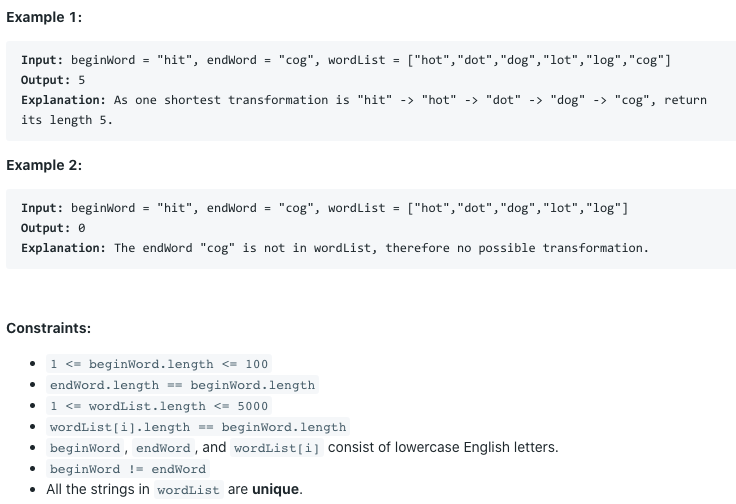 Example 1:
Input: beginWord = "hit", endWord = "cog", wordList = ["hot","dot","dog","lot","log","cog"]
Output: 5
Explanation: As one shortest transformation is "hit" -> "hot" -> "dot" -> "dog" -> "cog", return
its length 5.
Example 2:
Input: beginWord = "hit", endWord = "cog", wordList = ["hot","dot","dog","lot","log"]
Output: 0
Explanation: The endWord "cog" is not in wordList, therefore no possible transformation.
Constraints:
• 1 <= beginWord.length <= 100
• endWord.length == beginWord.length
• 1 <= wordList.length <= 5000
• wordList[i].length == beginWord.length
• beginWord, endWord, and wordList[i] consist of lowercase English letters.
• beginWord != endWord
• All the strings in wordList are unique.